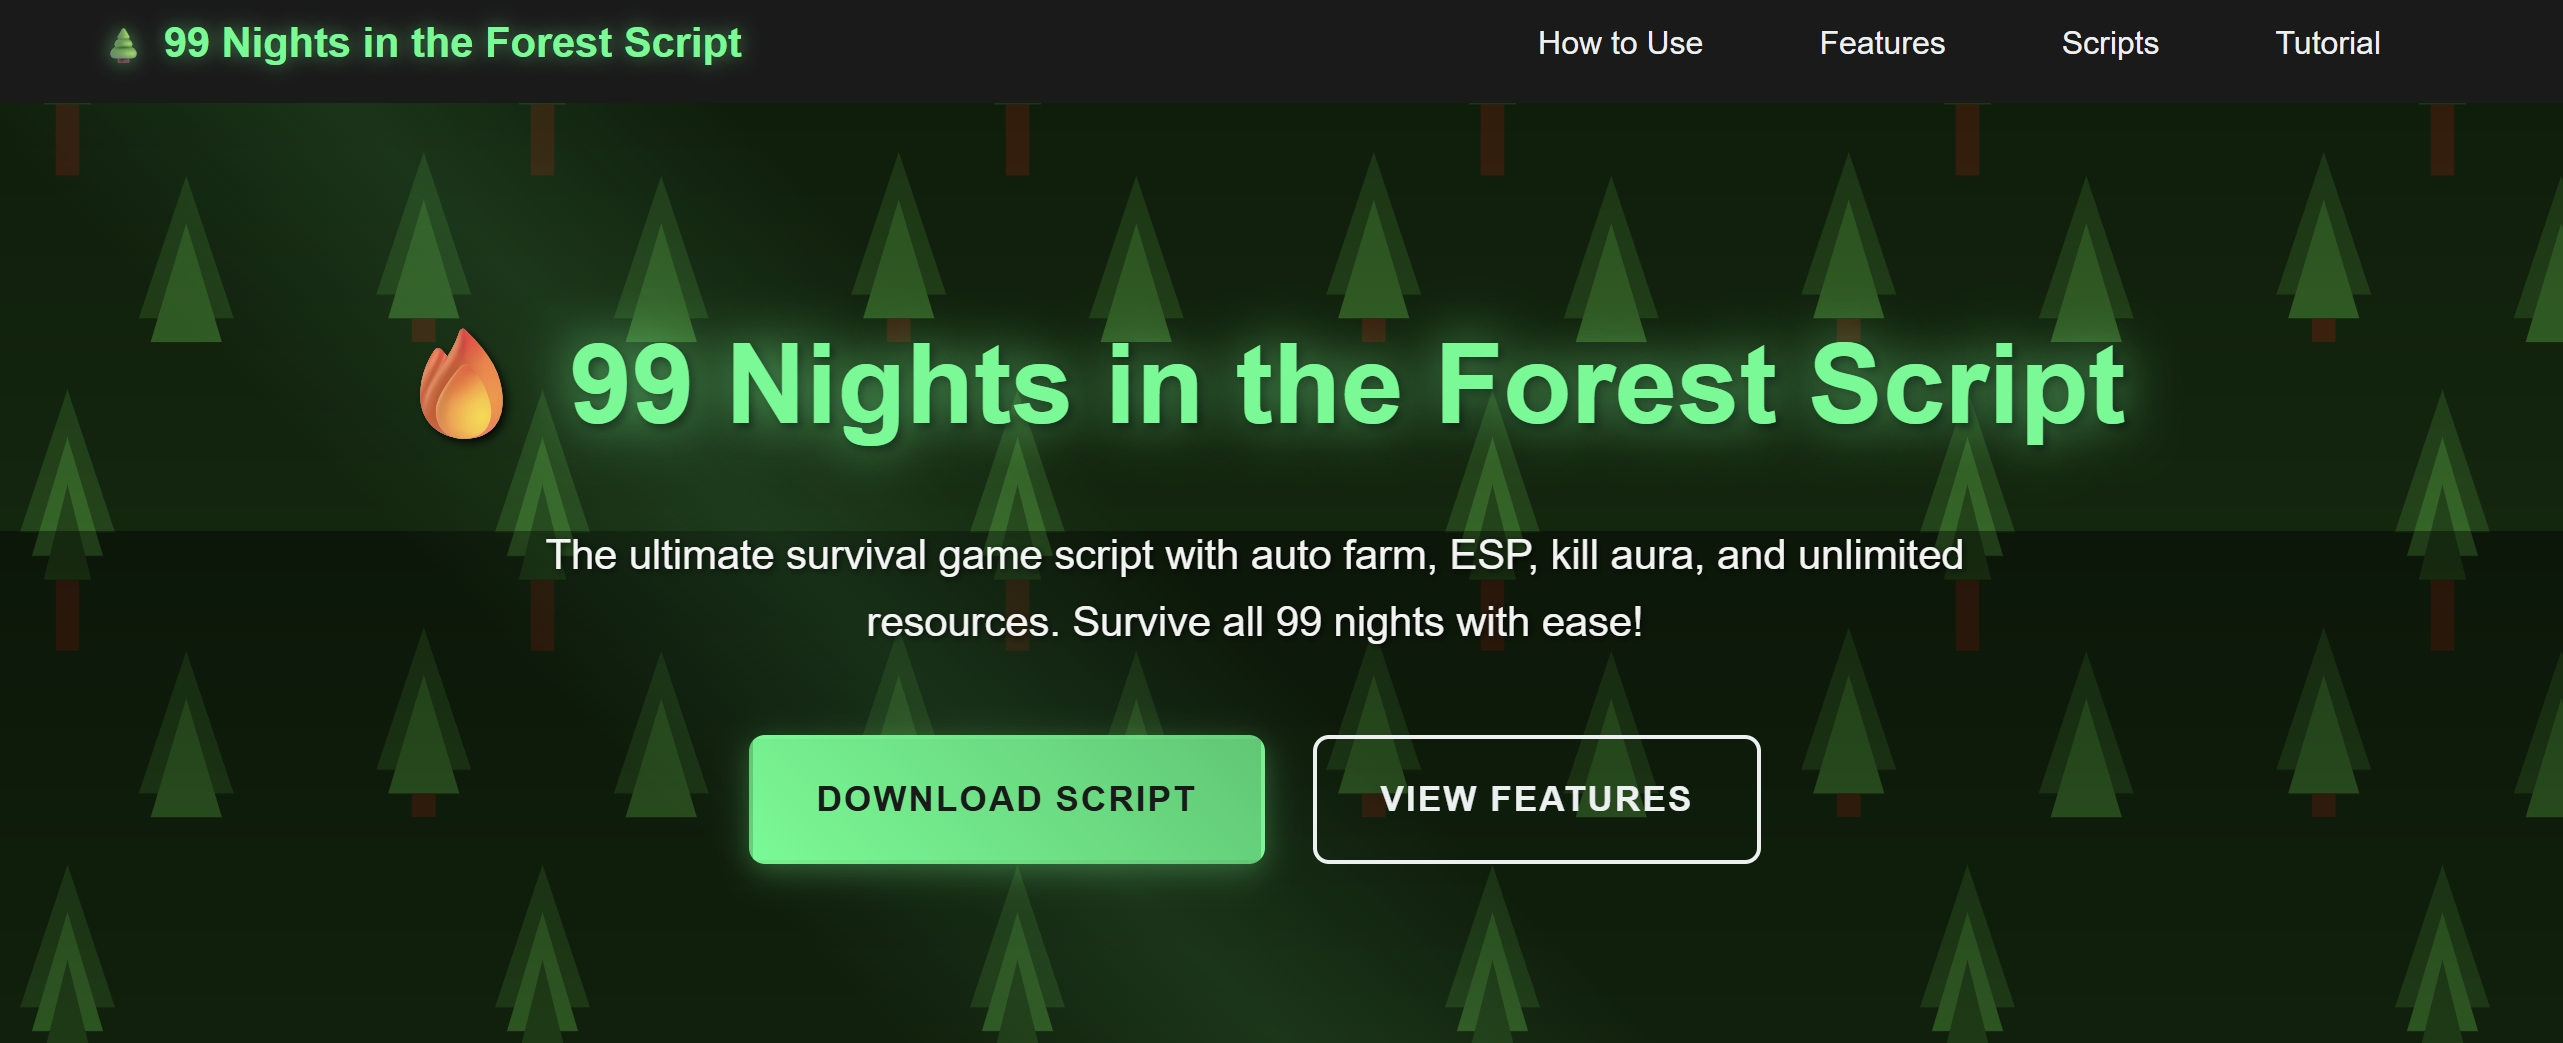 99 Nights in the Forest Script
How to Use
Features
Scripts
Tutorial
99 Nights in the Forest Script
The ultimate survival game script with auto farm, ESP, kill aura, and unlimited
resources. Survive all 99 nights with ease!
DOWNLOAD SCRIPT
VIEW FEATURES